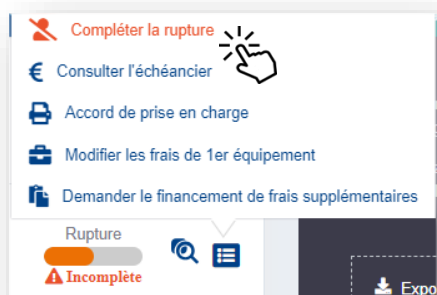 Compléter la rupture
€ Consulter l'échéancier
Accord de prise en charge
Modifier les frais de 1er équipement
Demander le financement de frais supplémentaires
Rupture
Incomplète
Expo